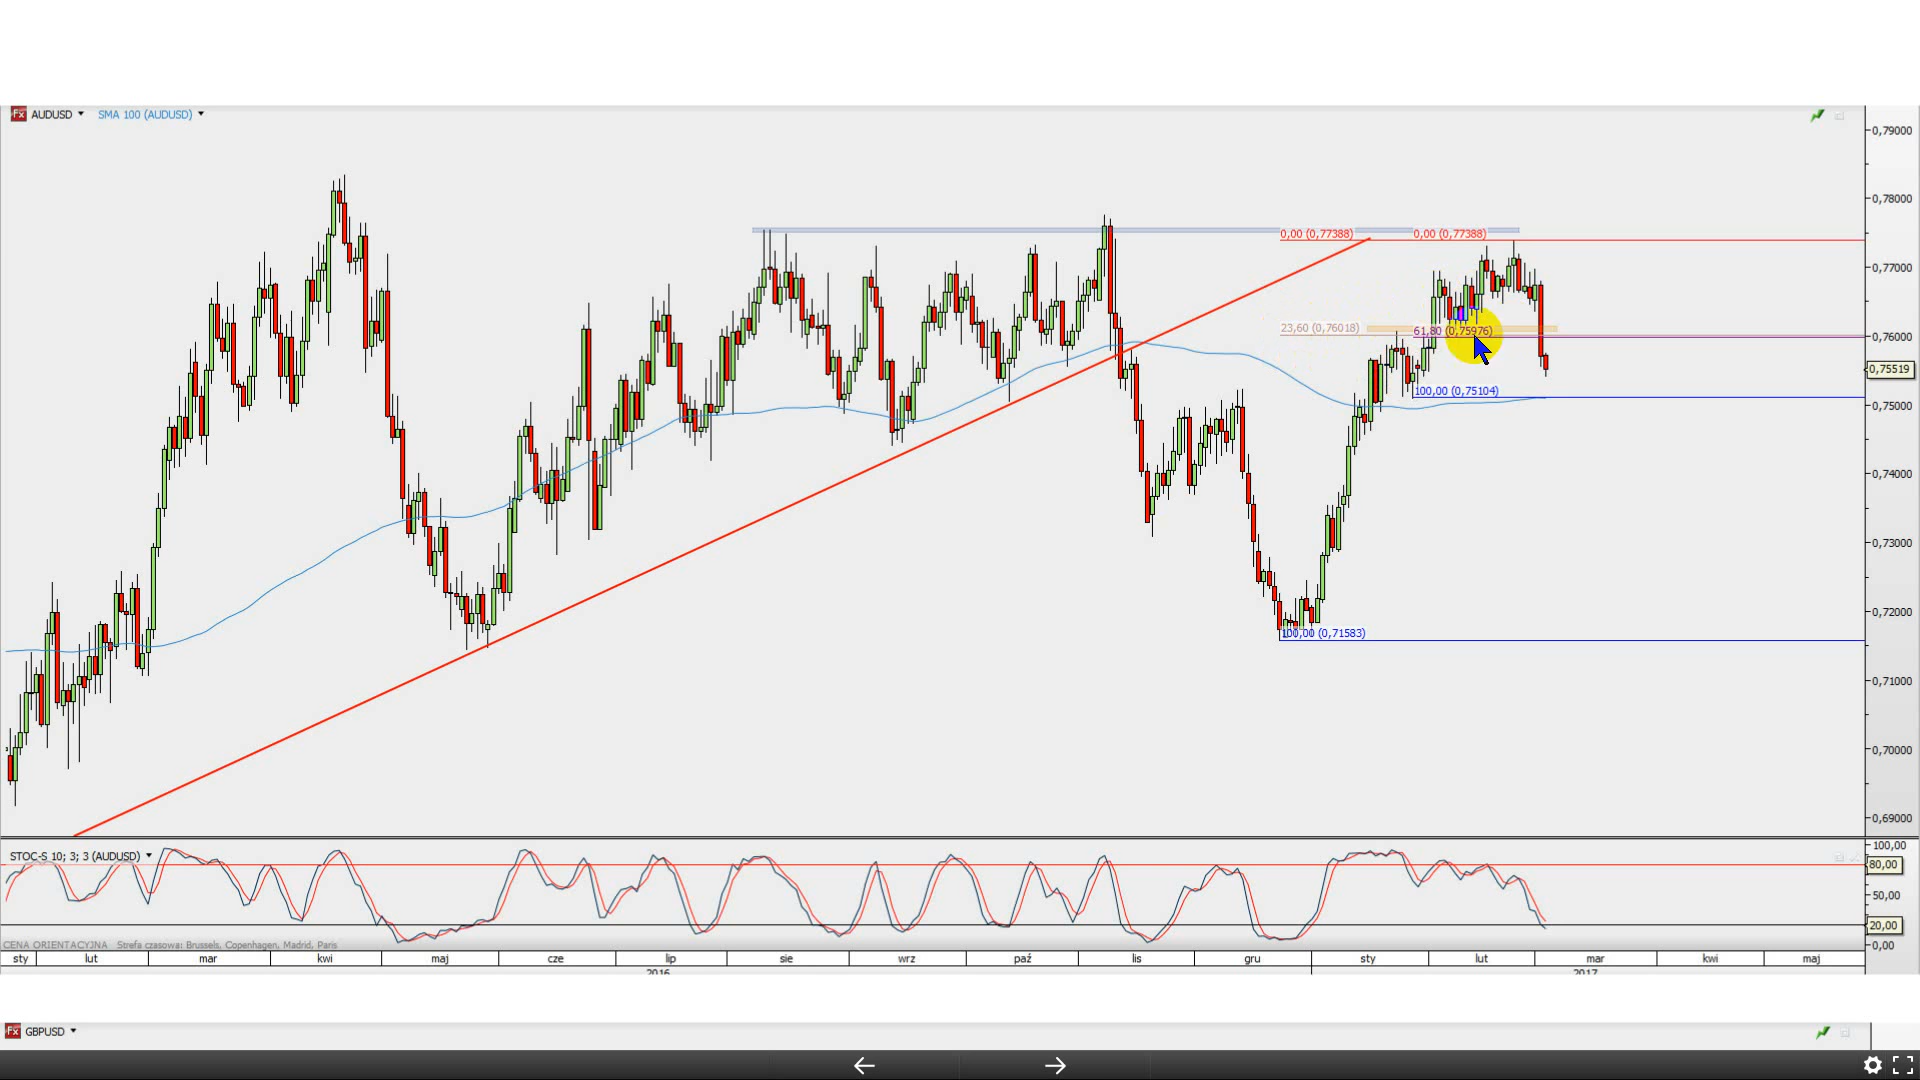 Fx AUDUSD SMA 100 (AUDUSD)
0,79000
0,78000
0,00 (0,77388) 0,00 (0,77388)
0,77000
23,60 (0,76018) 61,80 (0,75976)
0,76000
0,75519
100,00 (0,75104)
0,75000
0,74000
0,73000
0,72000
100,00 (0,71583)
0,71000
0,70000
0,69000
STOC-S 10; 3; 3 (AUDUSD)
100,00
80,00
50,00
20,00
0,00
CENA ORIENTACYJNA Strefa czasowa: Brussels, Copenhagen, Madrid, Paris
sty lut mar kwi maj cze lip sie wrz paź lis gru sty lut mar kwi maj
2016 2017
Fx GBPUSD